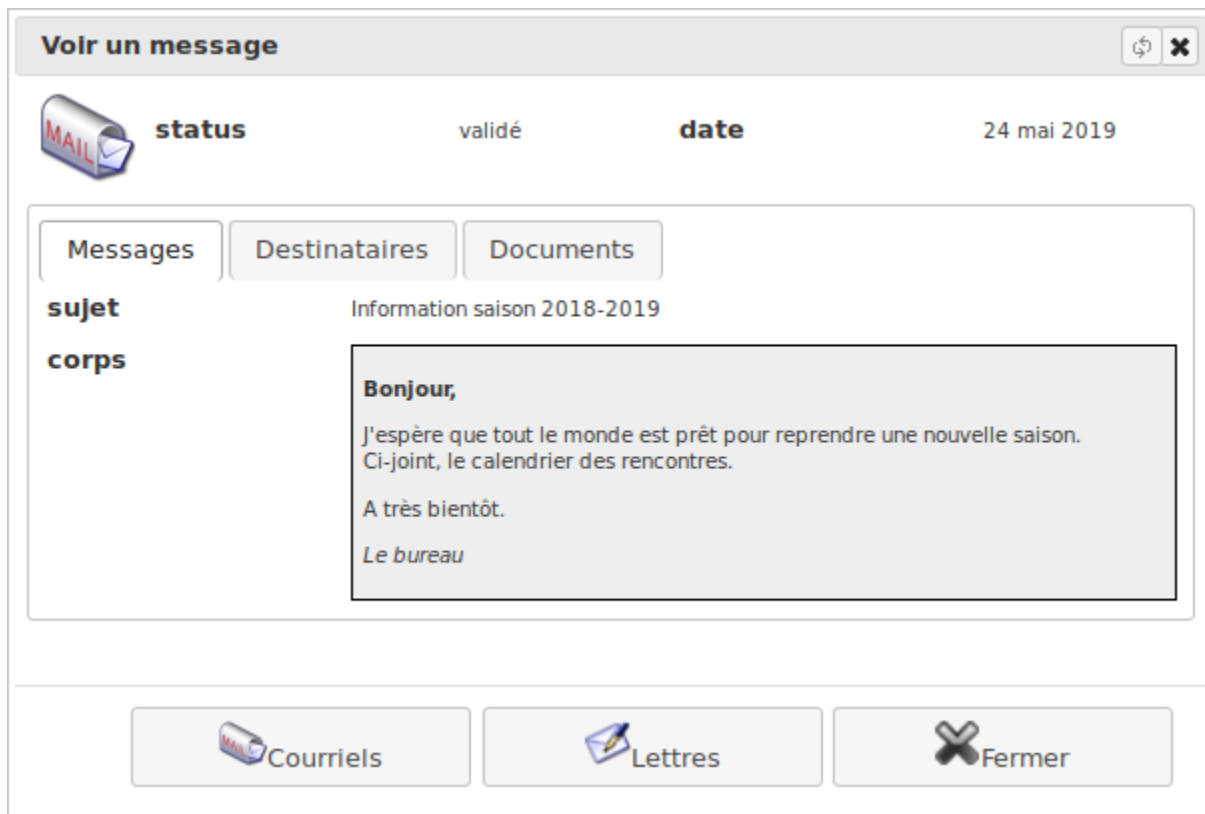 Voir un message
MAIL
status validé date 24 mai 2019
Messages Destinataires Documents
sujet Information saison 2018-2019
corps
Bonjour,
J'espère que tout le monde est prêt pour reprendre une nouvelle saison.
Ci-joint, le calendrier des rencontres.
A très bientôt.
Le bureau
MAIL Courriels Lettres Fermer